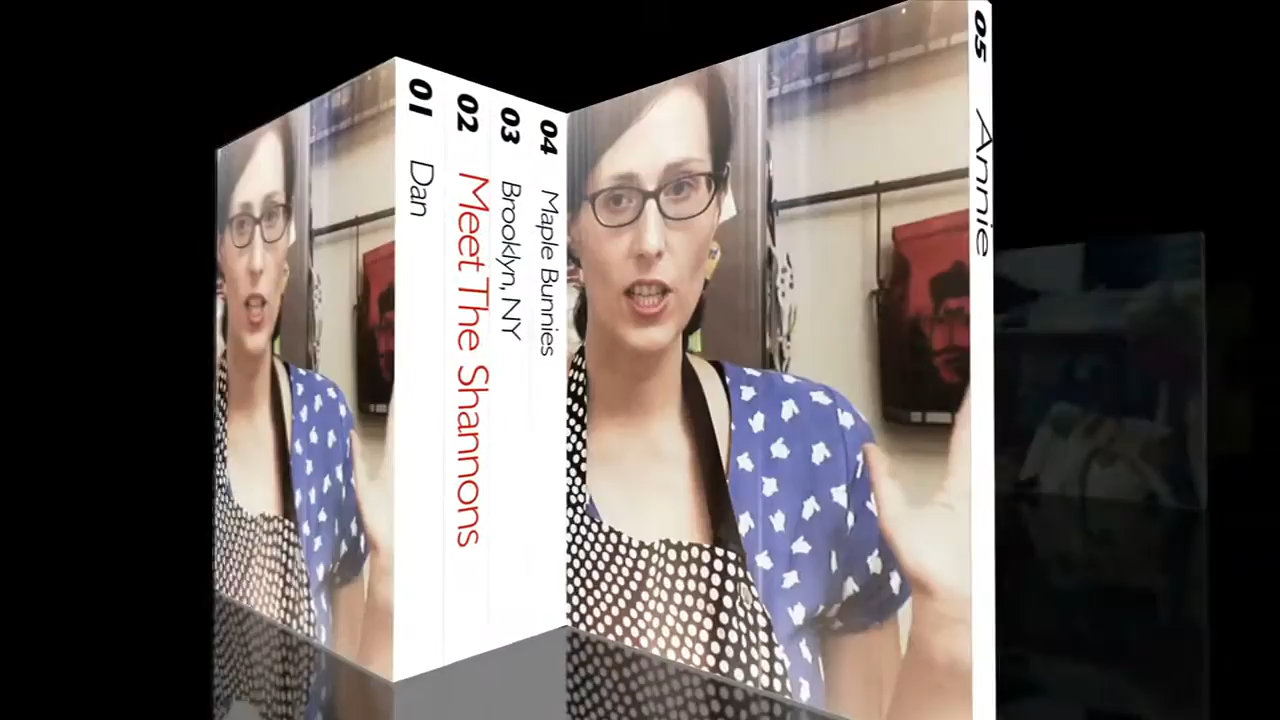 01 Dan
02 Meet The Shannons
03 Brooklyn, NY
04 Maple Bunnies
05 Annie